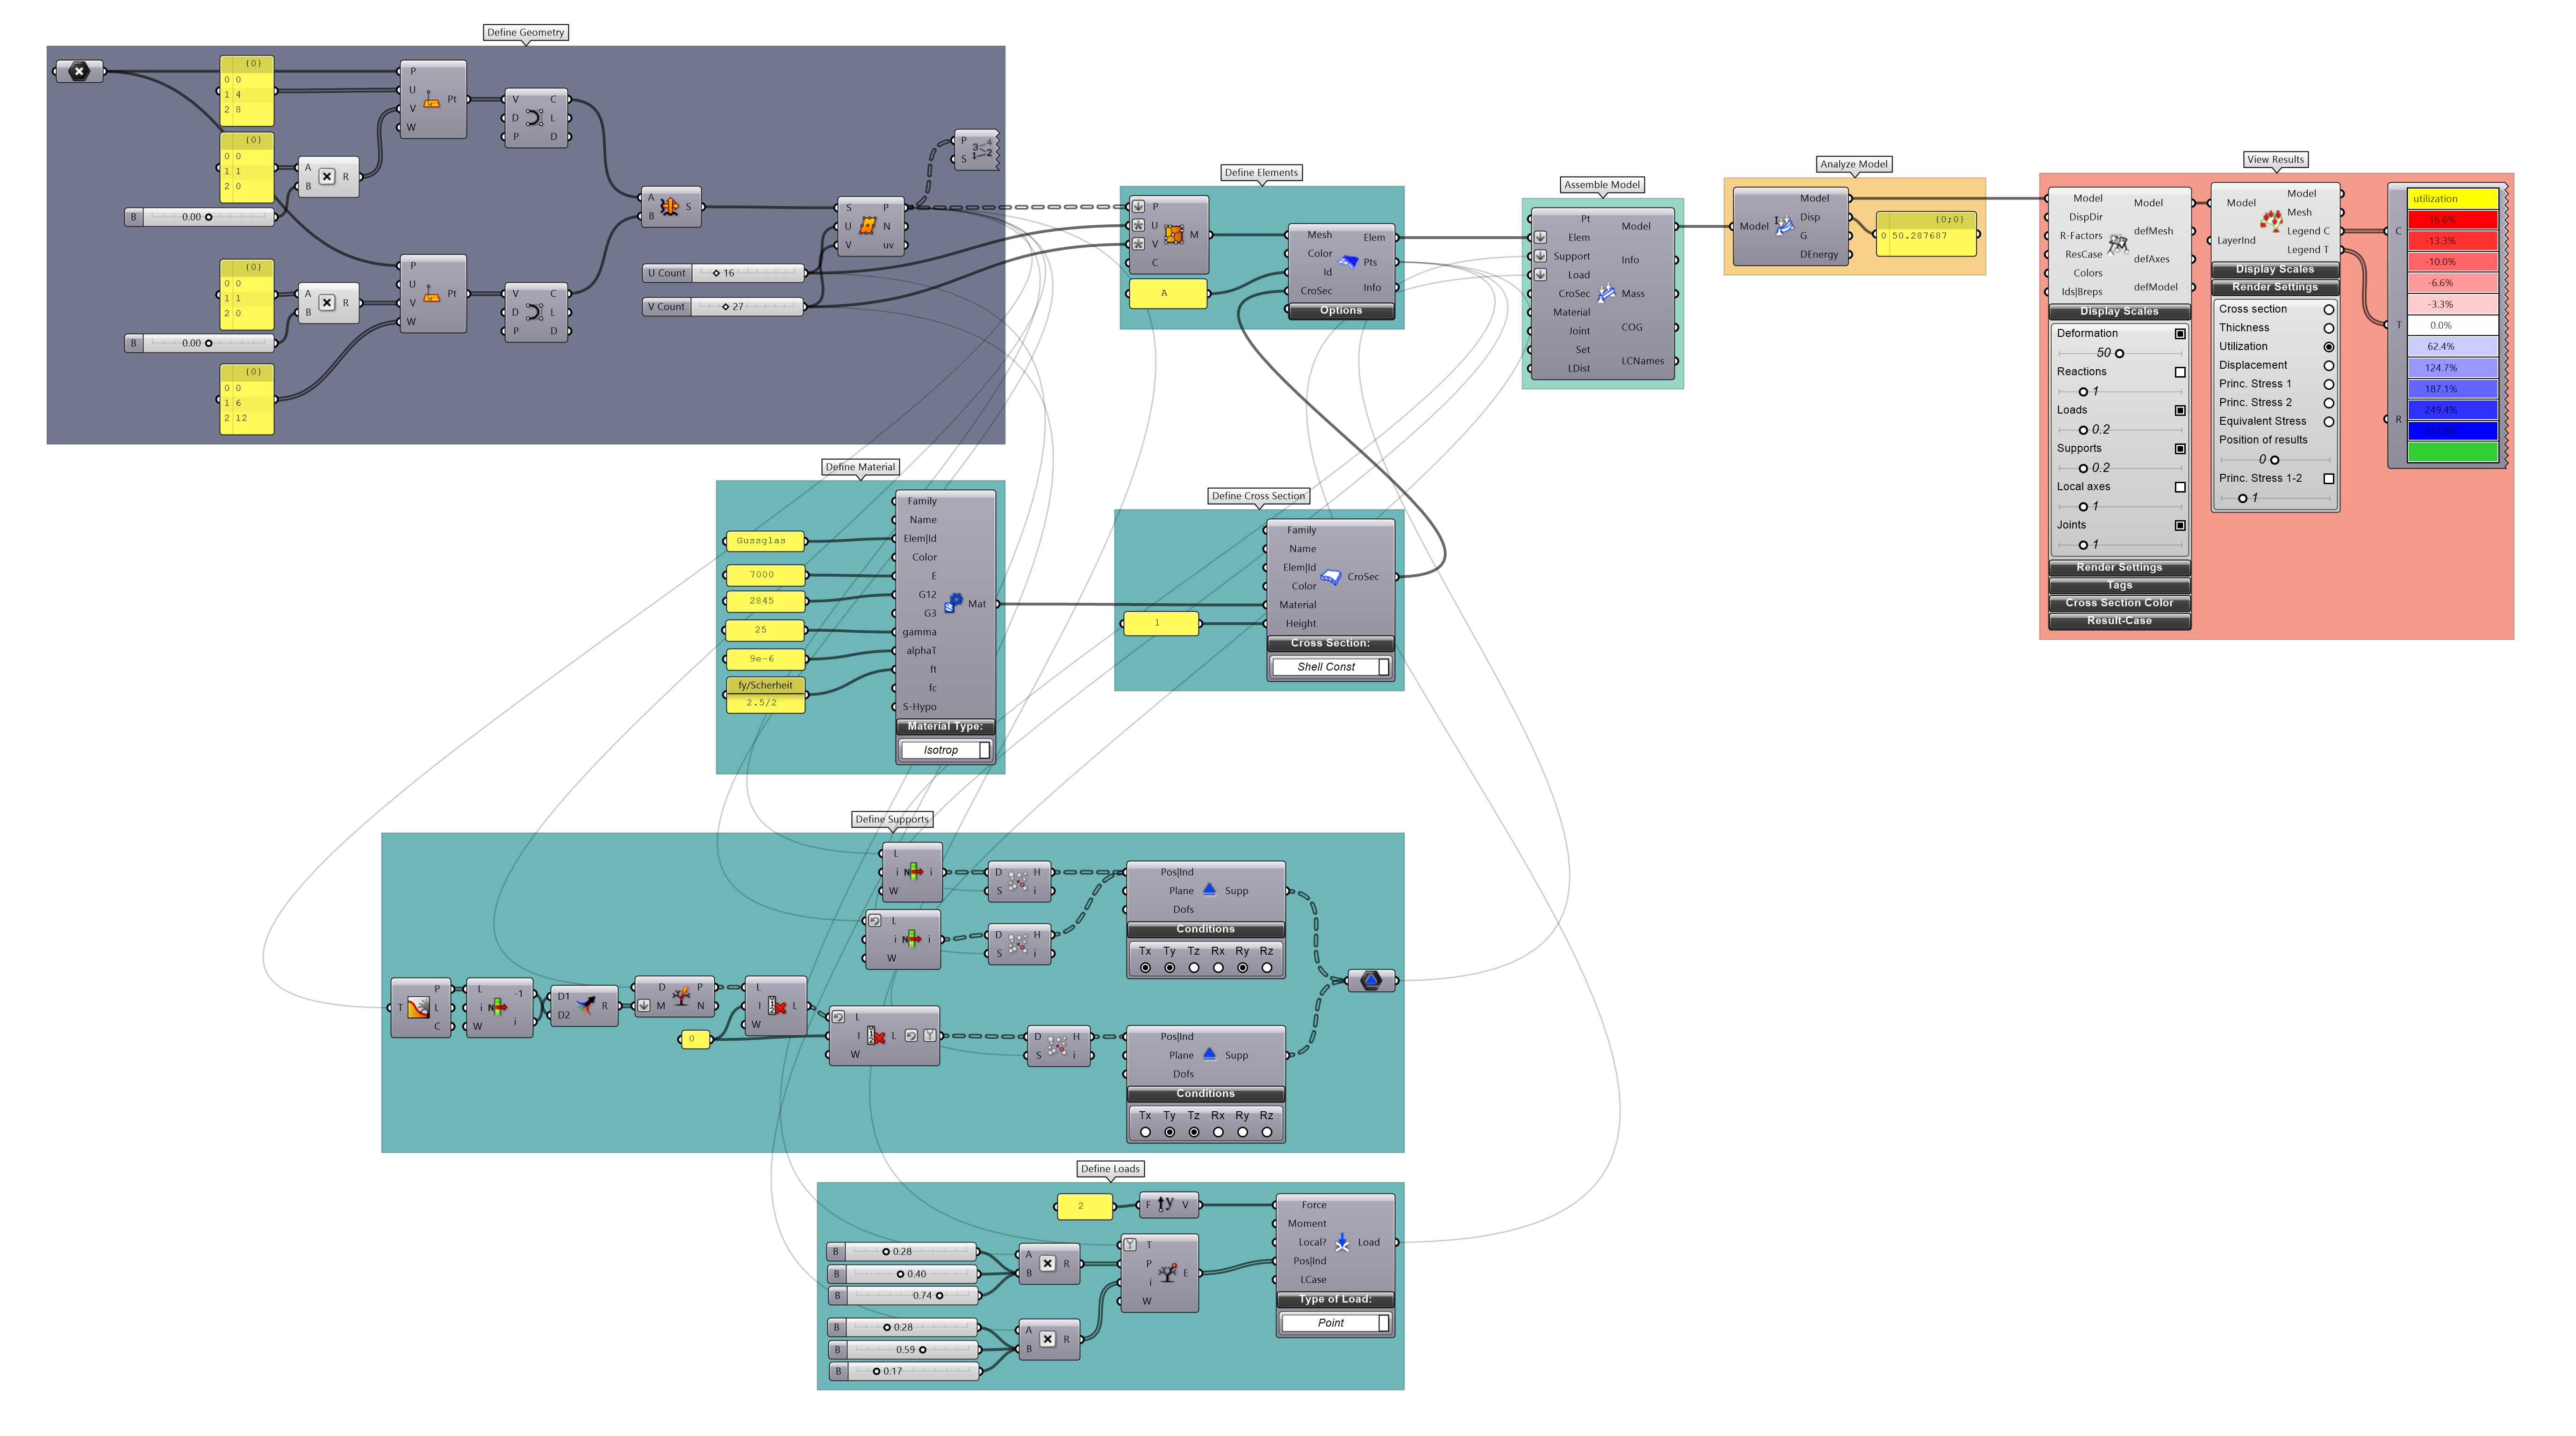 Define Geometry
{0}
0 0
1 4
2 8
P
U
V
W
Pt
V
D
P
C
L
D
{0}
0 0
1 1
2 0
A
B
R
B 0.00
P
U
V
W
Pt
V
D
P
C
L
D
{0}
0 0
1 1
2 0
A
B
R
B 0.00
{0}
0 0
1 6
2 12
A
B
S
S
U
V
P
N
uv
U Count 16
V Count 27
P
S
3 4
1 2
Define Elements
P
U
V
C
M
A
Mesh
Color
Id
CroSec
Elem
Pts
Info
Options
Assemble Model
Pt
Elem
Support
Load
CroSec
Material
Joint
Set
LDist
Model
Info
Mass
COG
LCNames
Analyze Model
Model
Model
Disp
G
DEnergy
{0;0}
0 50.287687
View Results
Model
DispDir
R-Factors
ResCase
Colors
Ids|Breps
Model
defMesh
defAxes
defModel
Display Scales
Deformation
50
Reactions
1
Loads
0.2
Supports
0.2
Local axes
1
Joints
1
Render Settings
Tags
Cross Section Color
Result-Case
Model
LayerInd
Model
Mesh
Legend C
Legend T
Display Scales
Render Settings
Cross section
Thickness
Utilization
Displacement
Princ. Stress 1
Princ. Stress 2
Equivalent Stress
Position of results
0
Princ. Stress 1-2
1
C
T
R
utilization
-16.6%
-13.3%
-10.0%
-6.6%
-3.3%
0.0%
62.4%
124.7%
187.1%
249.4%
Define Material
Gussglas
7000
2845
25
9e-6
fy/Scherheit
2.5/2
Family
Name
Elem|Id
Color
E
G12
G3
gamma
alphaT
ft
fc
S-Hypo
Mat
Material Type:
Isotrop
Define Cross Section
1
Family
Name
Elem|Id
Color
Material
Height
CroSec
Cross Section:
Shell Const
Define Supports
L
i
W
N
i
D
S
H
i
L
i
W
N
i
D
S
H
i
Pos|Ind
Plane
Dofs
Supp
Conditions
Tx Ty Tz Rx Ry Rz
T
P
L
C
L
i
W
N
-1
i
D1
D2
R
D
M
P
N
0
L
I
W
L
L
I
W
L
D
S
H
i
Pos|Ind
Plane
Dofs
Supp
Conditions
Tx Ty Tz Rx Ry Rz
Define Loads
2
F y V
B 0.28
B 0.40
B 0.74
A
B
R
B 0.28
B 0.59
B 0.17
A
B
R
T
P
i
W
E
Force
Moment
Local?
Pos|Ind
LCase
Load
Type of Load:
Point